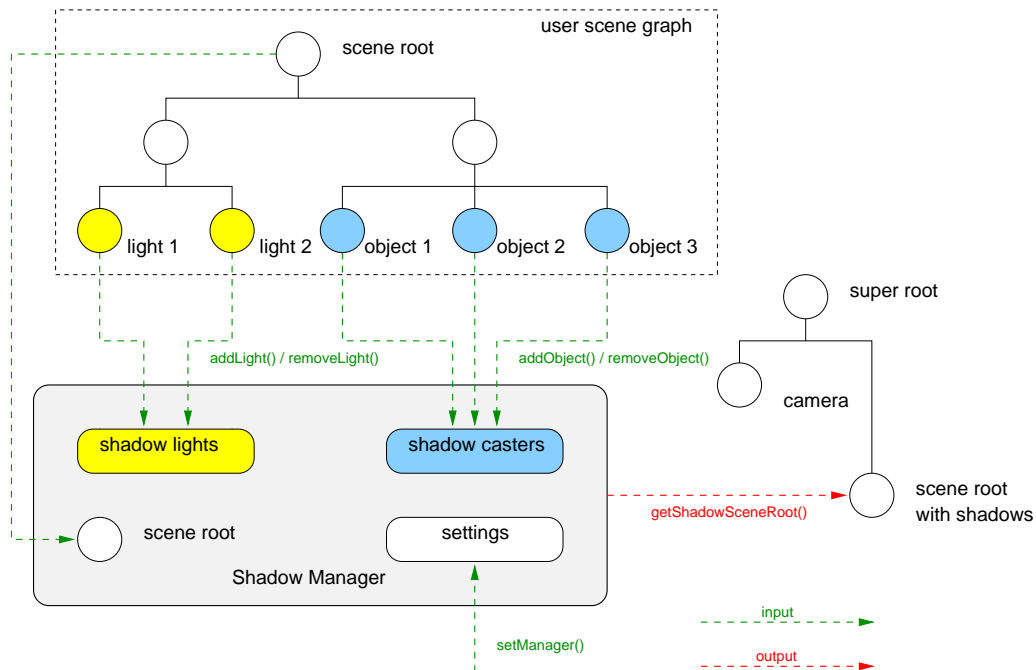 user scene graph
scene root
light 1
light 2
object 1
object 2
object 3
super root
addLight() / removeLight()
addObject() / removeObject()
camera
shadow lights
shadow casters
scene root
with shadows
getShadowSceneRoot()
scene root
settings
Shadow Manager
input
setManager()
output